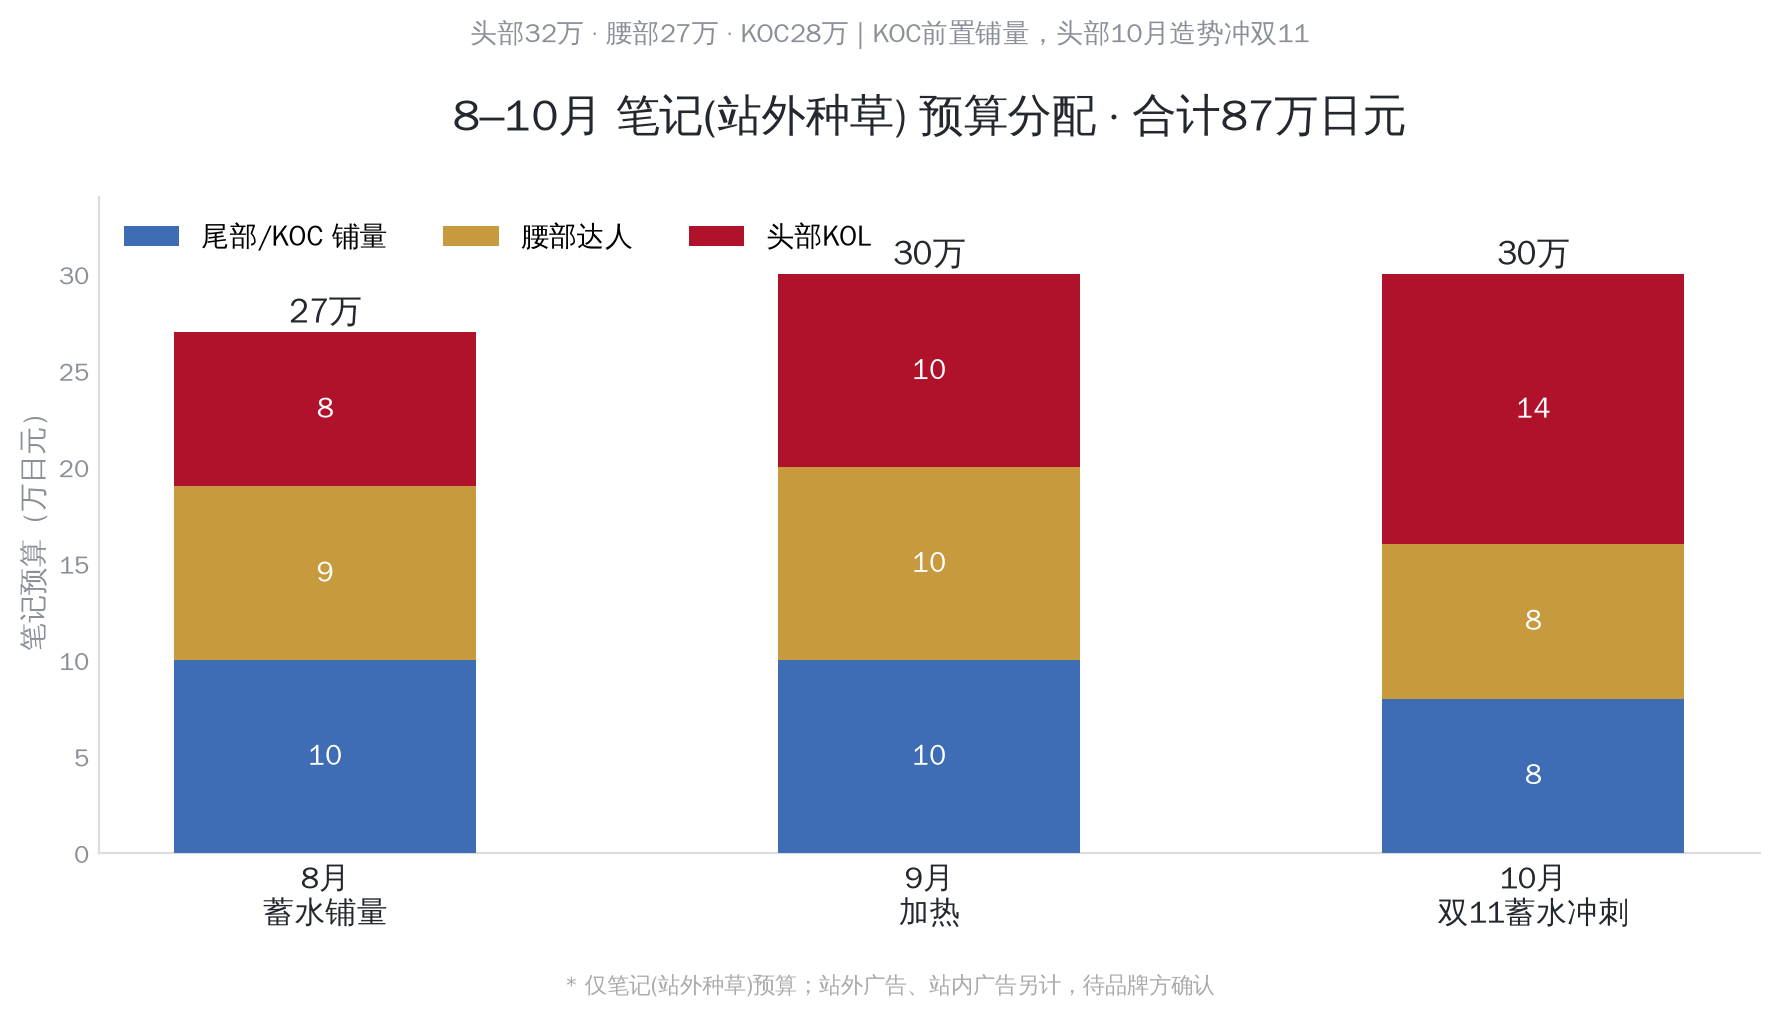 头部32万 · 腰部27万 · KOC28万 | KOC前置铺量，头部10月造势冲双11
8–10月 笔记(站外种草) 预算分配 · 合计87万日元
尾部/KOC 铺量
腰部达人
头部KOL
笔记预算（万日元）
30
25
20
15
10
5
0
27万
8
9
10
30万
10
10
10
30万
14
8
8
8月
蓄水铺量
9月
加热
10月
双11蓄水冲刺
* 仅笔记(站外种草)预算；站外广告、站内广告另计，待品牌方确认